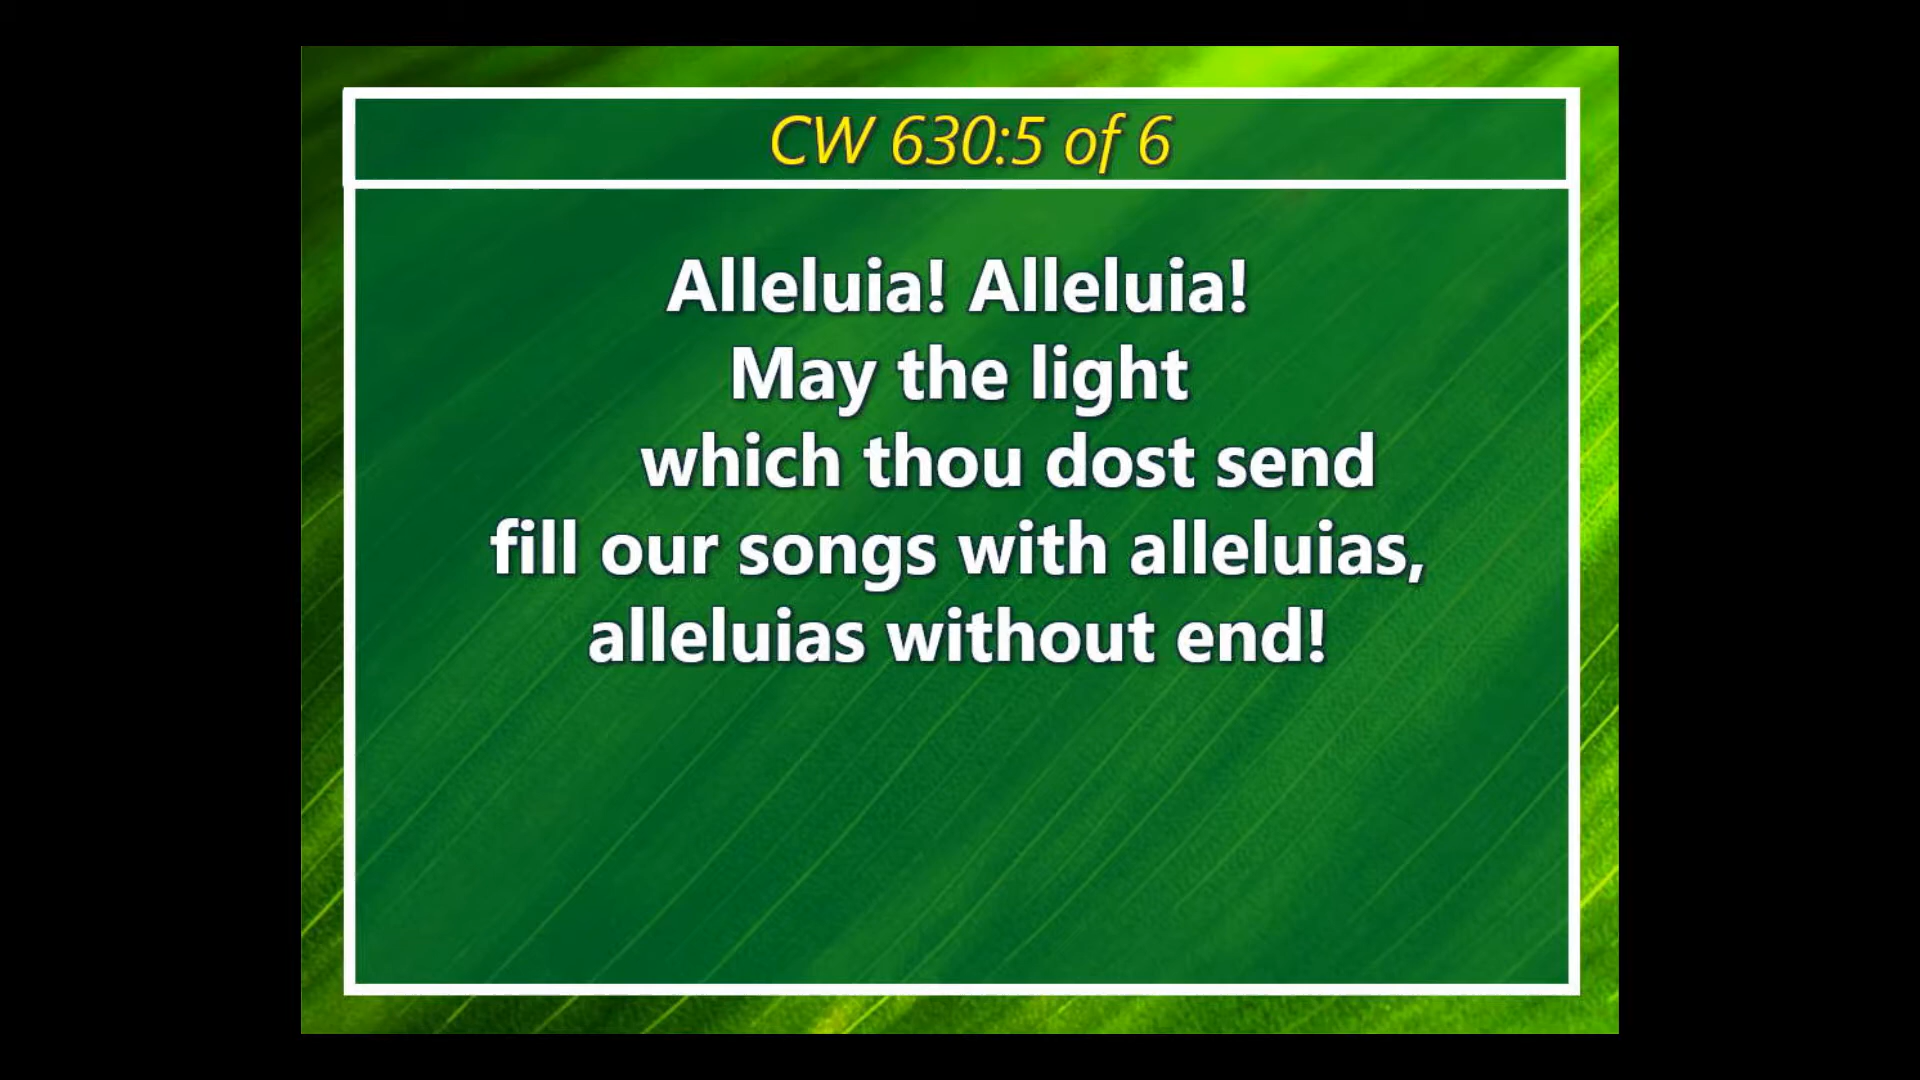 CW 630:5 of 6
Alleluia! Alleluia!
May the light
which thou dost send
fill our songs with alleluias,
alleluias without end!